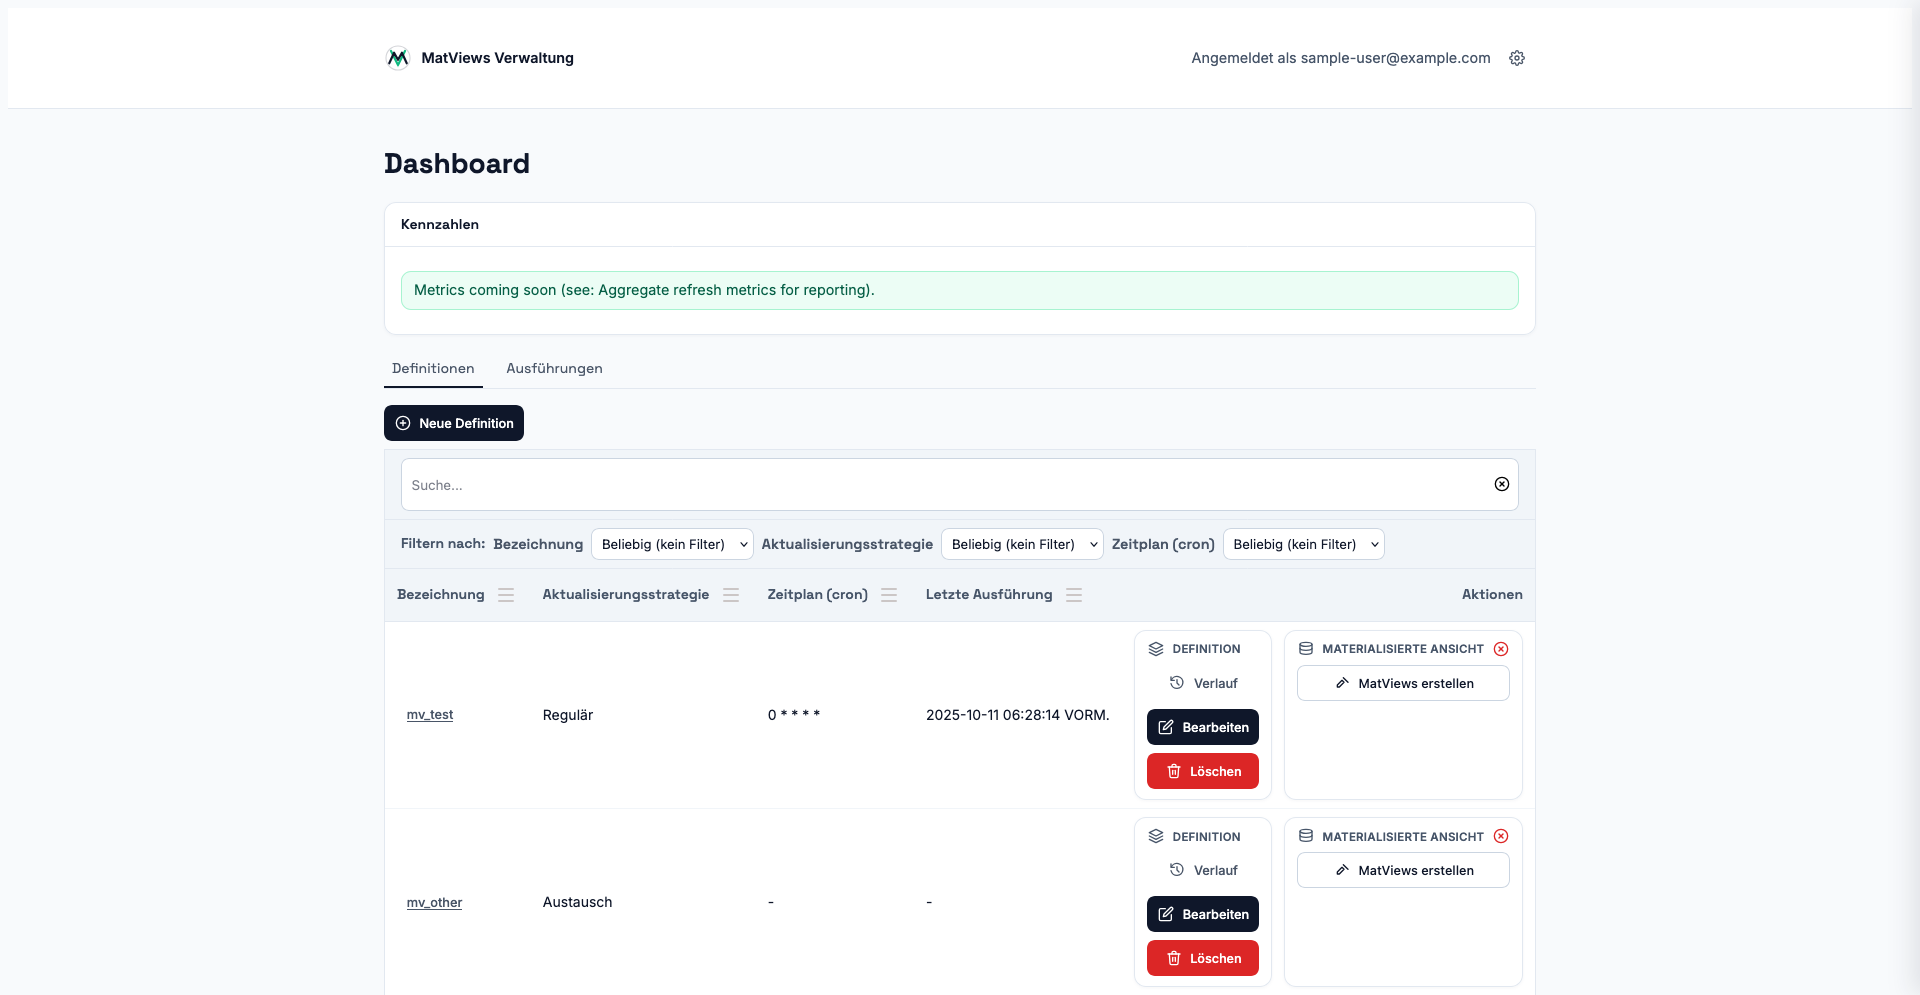 MatViews Verwaltung
Angemeldet als sample-user@example.com
Dashboard
Kennzahlen
Metrics coming soon (see: Aggregate refresh metrics for reporting).
Definitionen Ausführungen
Neue Definition
Suche...
Filtern nach: Bezeichnung Beliebig (kein Filter) Aktualisierungsstrategie Beliebig (kein Filter) Zeitplan (cron) Beliebig (kein Filter)
Bezeichnung Aktualisierungsstrategie Zeitplan (cron) Letzte Ausführung Aktionen
DEFINITION MATERIALISIERTE ANSICHT
Verlauf MatViews erstellen
mv_test Regulär 0 * * * * 2025-10-11 06:28:14 VORM.
Bearbeiten
Löschen
DEFINITION MATERIALISIERTE ANSICHT
Verlauf MatViews erstellen
mv_other Austausch - -
Bearbeiten
Löschen